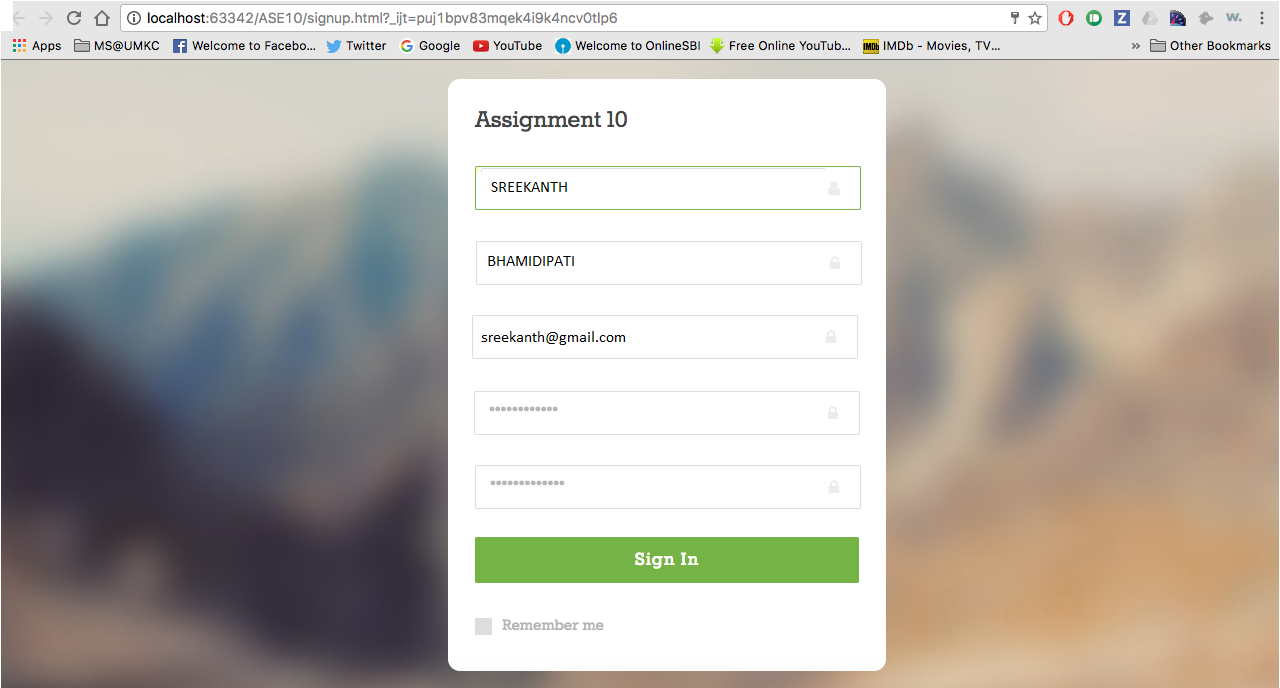 localhost:63342/ASE10/signup.html?_ijt=puj1bpv83mqek4i9k4ncv0tlp6
Apps MS@UMKC Welcome to Facebo... Twitter Google YouTube Welcome to OnlineSBI Free Online YouTub... IMDb - Movies, TV... » Other Bookmarks
Assignment 10
SREEKANTH
BHAMIDIPATI
sreekanth@gmail.com
••••••••••••
•••••••••••••
Sign In
Remember me